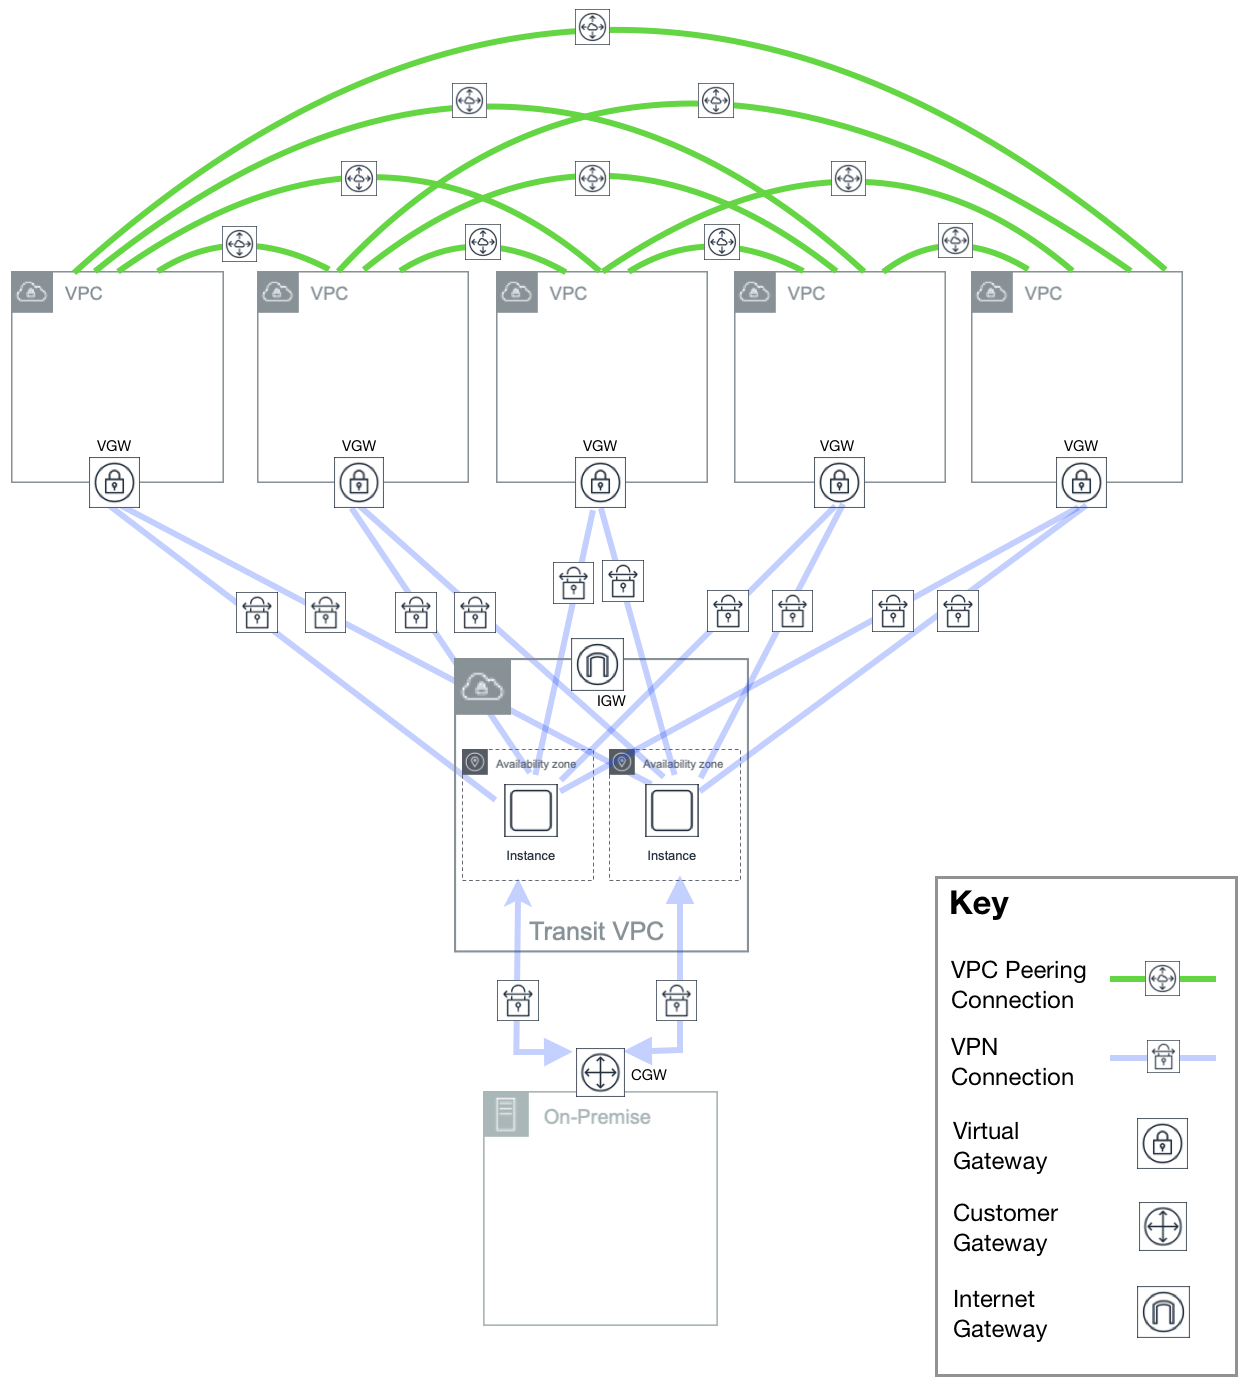 VPC
VPC
VPC
VPC
VPC
VGW
VGW
VGW
VGW
VGW
IGW
Availability zone
Availability zone
Instance
Instance
Transit VPC
CGW
On-Premise
Key
VPC Peering
Connection
VPN
Connection
Virtual
Gateway
Customer
Gateway
Internet
Gateway